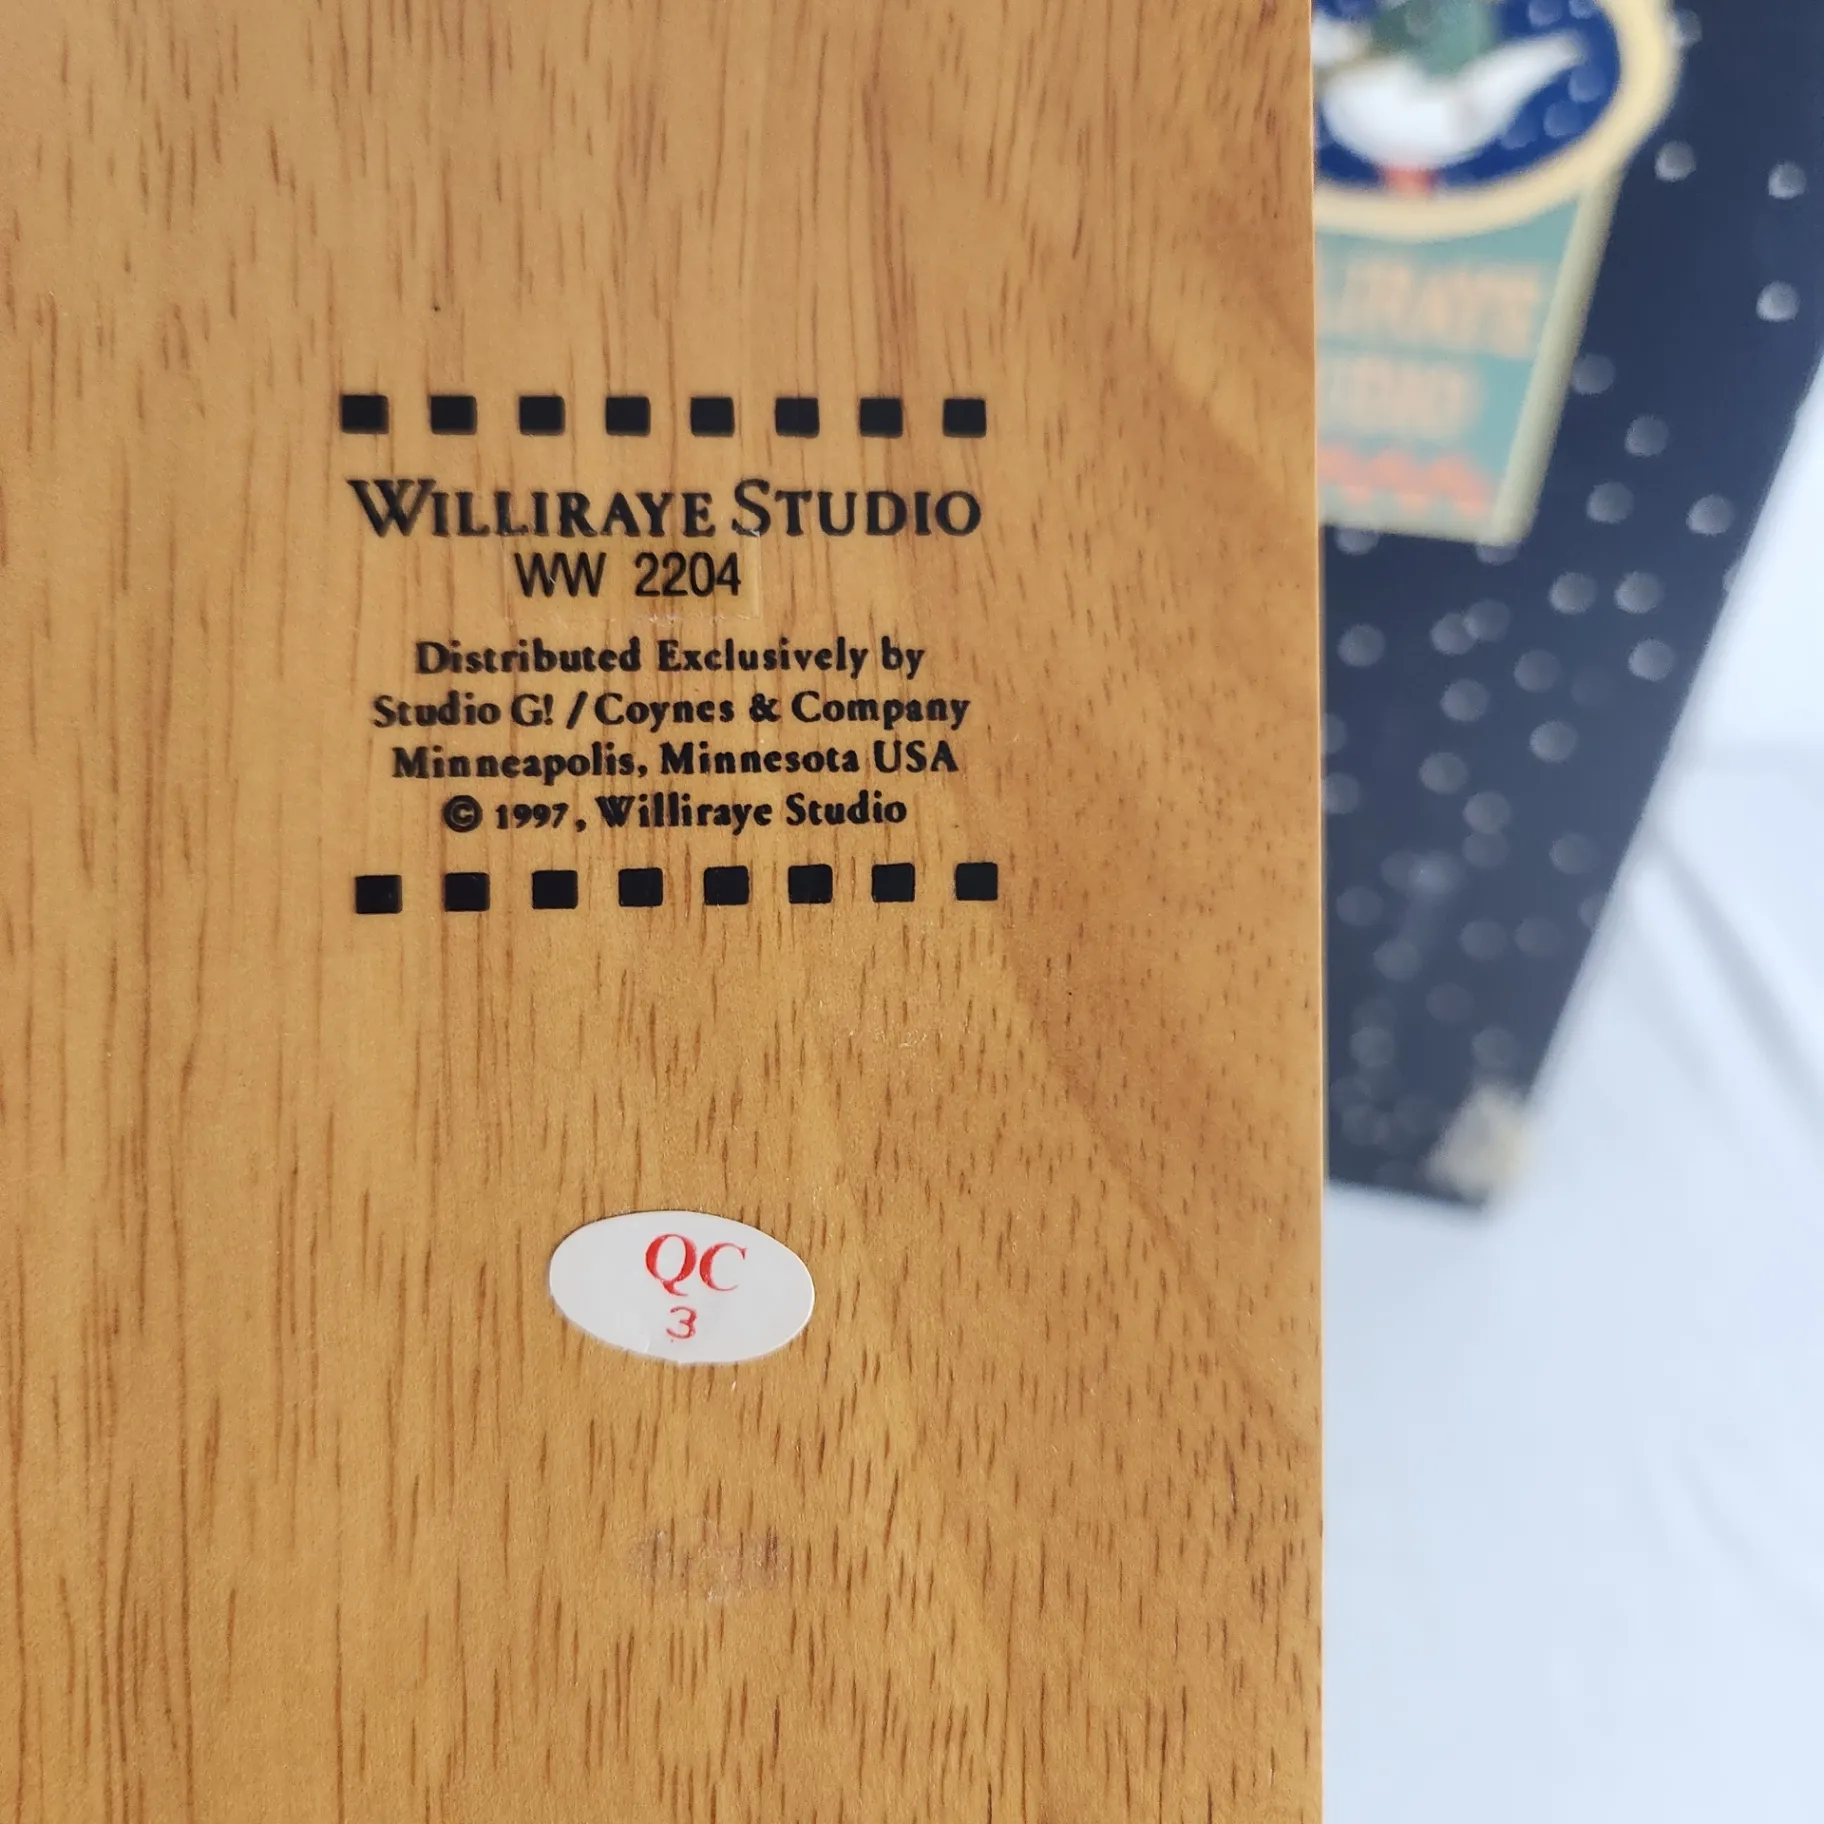 WILLIRAYE STUDIO
WW 2204
Distributed Exclusively by
Studio G! / Coynes & Company
Minneapolis, Minnesota USA
© 1997, Williraye Studio
QC
3